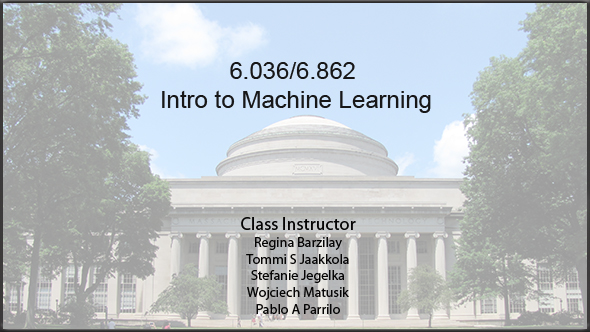 6.036/6.862
Intro to Machine Learning
Class Instructor
Regina Barzilay
Tommi S Jaakkola
Stefanie Jegelka
Wojciech Matusik
Pablo A Parrilo